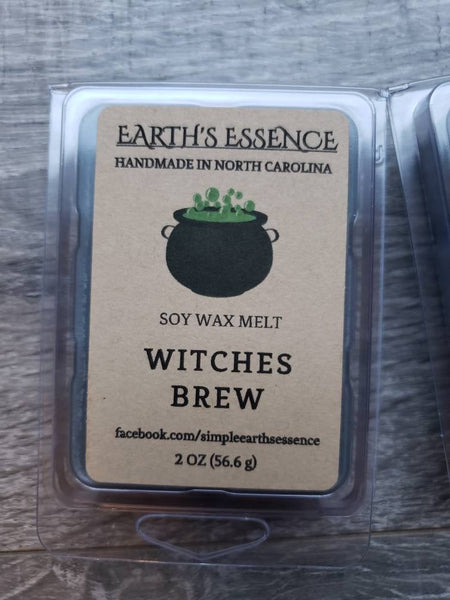 EARTH'S ESSENCE
HANDMADE IN NORTH CAROLINA
SOY WAX MELT
WITCHES
BREW
facebook.com/simpleearthsessence
2 OZ (56.6 g)